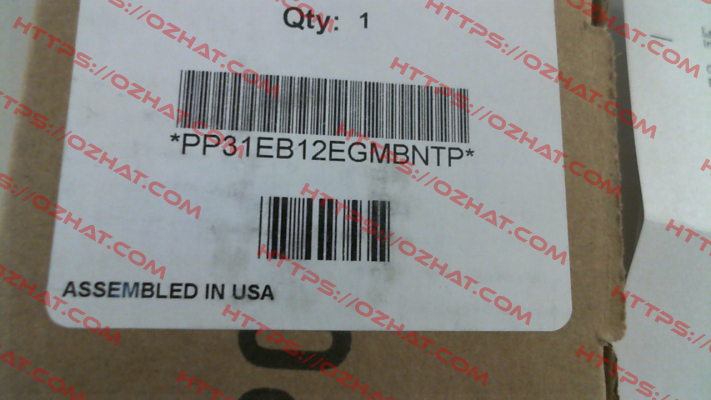 Qty: 1
*PP31EB12EGMBNTP*
ASSEMBLED IN USA
HTTPS://OZHAT.COM